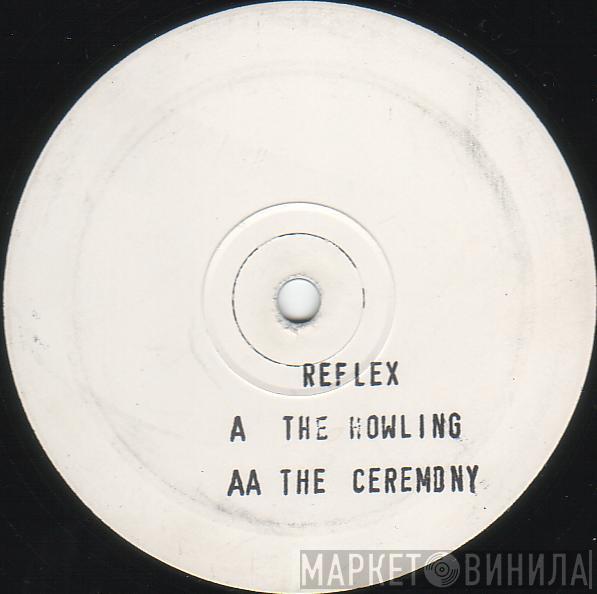 REFLEX
A THE HOWLING
AA THE CEREMONY
МАРКЕТ ВИНИЛА